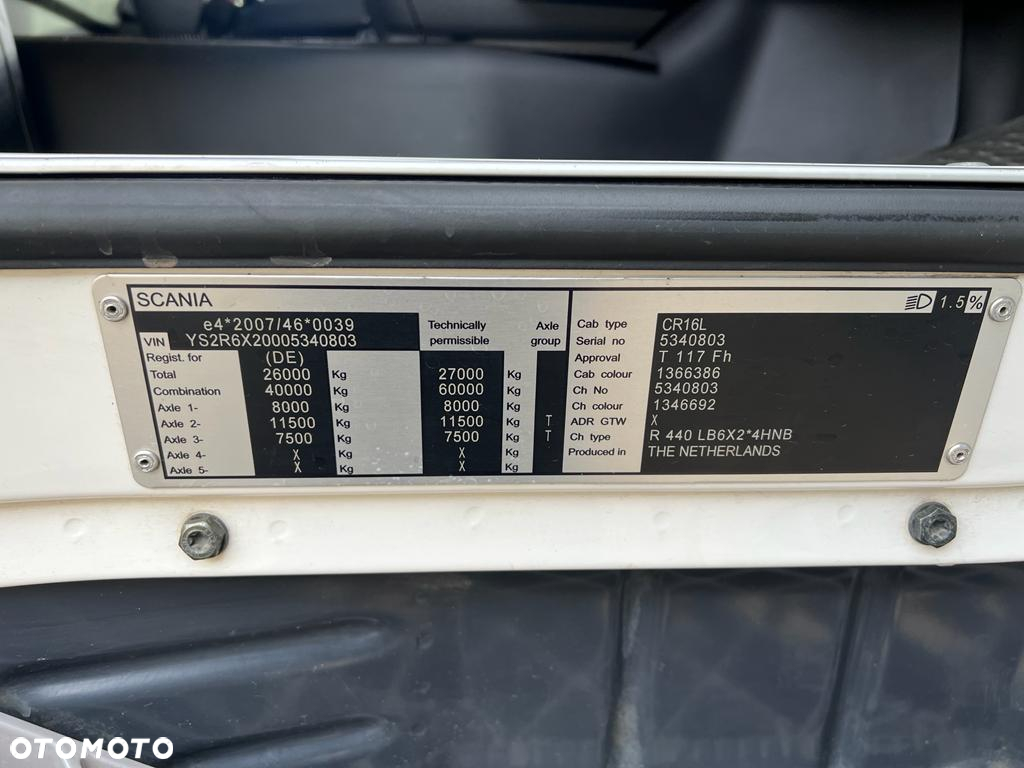 SCANIA
e4*2007/46*0039
VIN YS2R6X20005340803
Technically permissible
Axle group
Regist. for (DE)
Total 26000 Kg 27000 Kg
Combination 40000 Kg 60000 Kg
Axle 1- 8000 Kg 8000 Kg
Axle 2- 11500 Kg 11500 Kg T
Axle 3- 7500 Kg 7500 Kg T
Axle 4- X Kg X Kg
Axle 5- X Kg X Kg
1.5 %
Cab type CR16L
Serial no 5340803
Approval T 117 Fh
Cab colour 1366386
Ch No 5340803
Ch colour 1346692
ADR GTW X
Ch type R 440 LB6X2*4HNB
Produced in THE NETHERLANDS
OTOMOTO